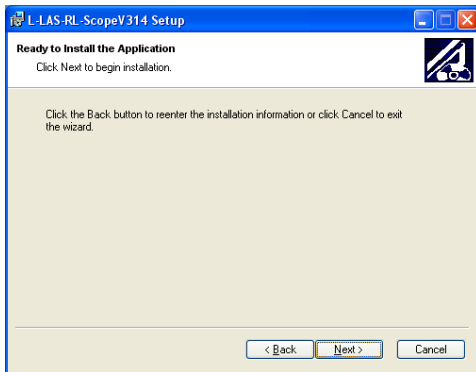 L-LAS-RL-ScopeV314 Setup
Ready to Install the Application
Click Next to begin installation.
Click the Back button to reenter the installation information or click Cancel to exit
the wizard.
< Back Next > Cancel